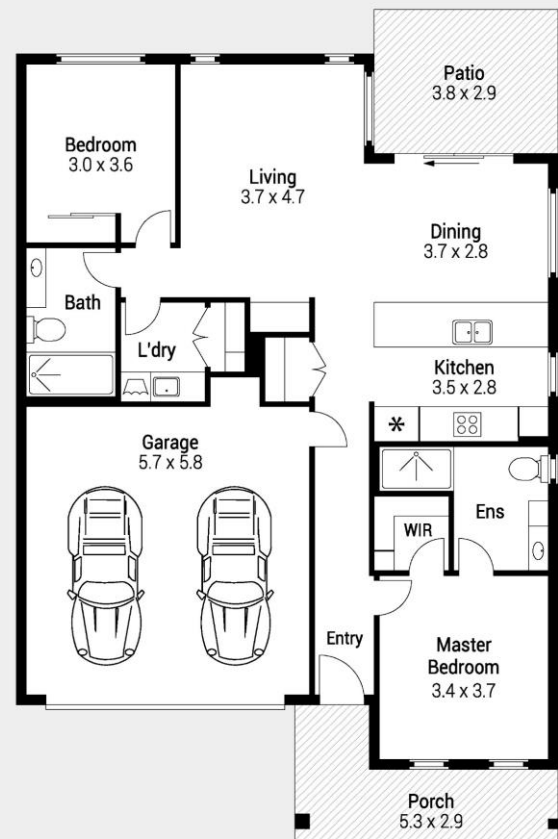 Patio
3.8 x 2.9
Bedroom
3.0 x 3.6
Living
3.7 x 4.7
Dining
3.7 x 2.8
Bath
L'dry
Kitchen
3.5 x 2.8
*
Garage
5.7 x 5.8
WIR
Ens
Entry
Master
Bedroom
3.4 x 3.7
Porch
5.3 x 2.9